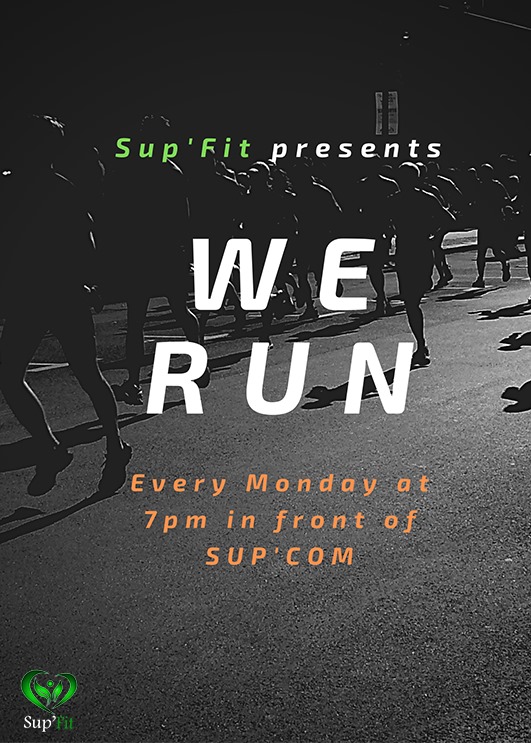 Sup'Fit presents
WE
RUN
Every Monday at
7pm in front of
SUP'COM
Sup'Fit